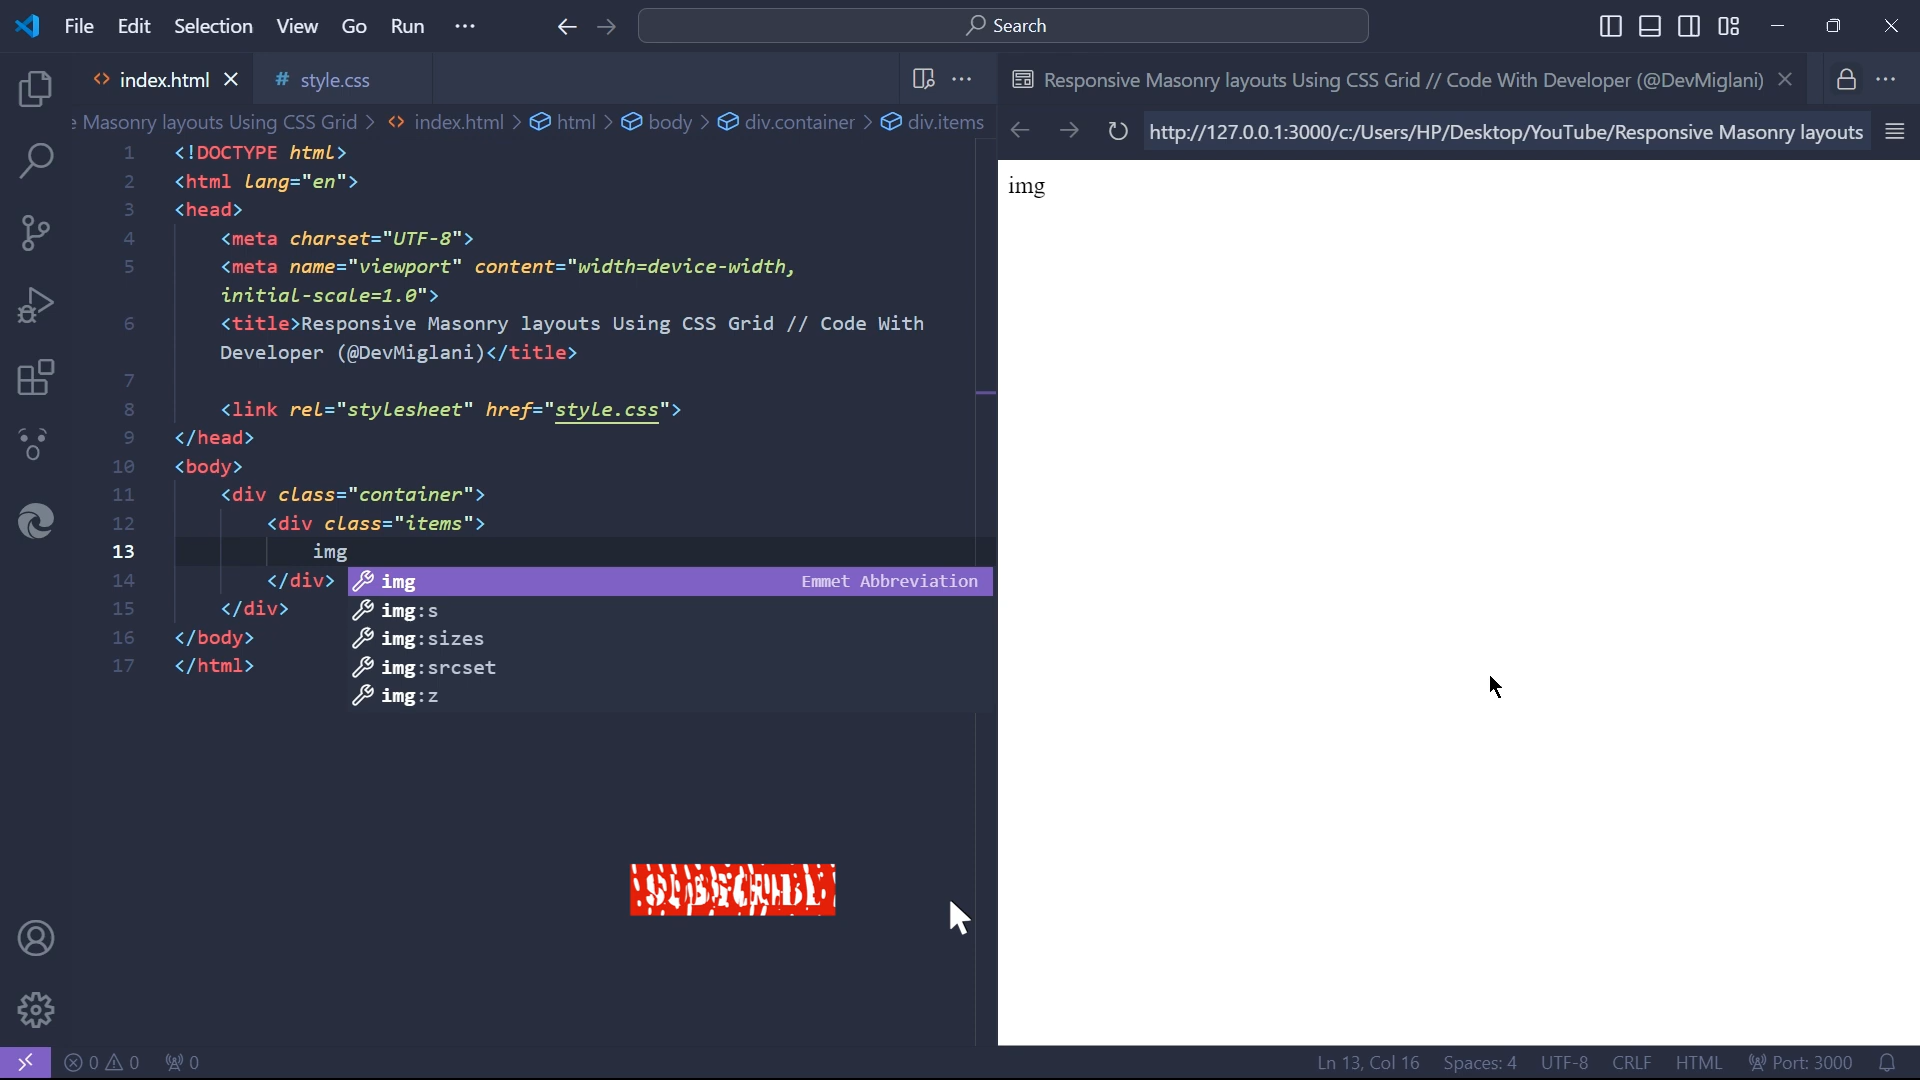 File Edit Selection View Go Run ···
Search
index.html
# style.css
Responsive Masonry layouts Using CSS Grid // Code With Developer (@DevMiglani)
e Masonry layouts Using CSS Grid > <> index.html > html > body > div.container > div.items
http://127.0.0.1:3000/c:/Users/HP/Desktop/YouTube/Responsive Masonry layouts
1 <!DOCTYPE html>
2 <html lang="en">
3 <head>
4 <meta charset="UTF-8">
5 <meta name="viewport" content="width=device-width,
initial-scale=1.0">
6 <title>Responsive Masonry layouts Using CSS Grid // Code With
Developer (@DevMiglani)</title>
7
8 <link rel="stylesheet" href="style.css">
9 </head>
10 <body>
11 <div class="container">
12 <div class="items">
13 img
14 </div>
15 </div>
16 </body>
17 </html>
img Emmet Abbreviation
img:s
img:sizes
img:srcset
img:z
img
0 0 0
Ln 13, Col 16 Spaces: 4 UTF-8 CRLF HTML Port: 3000